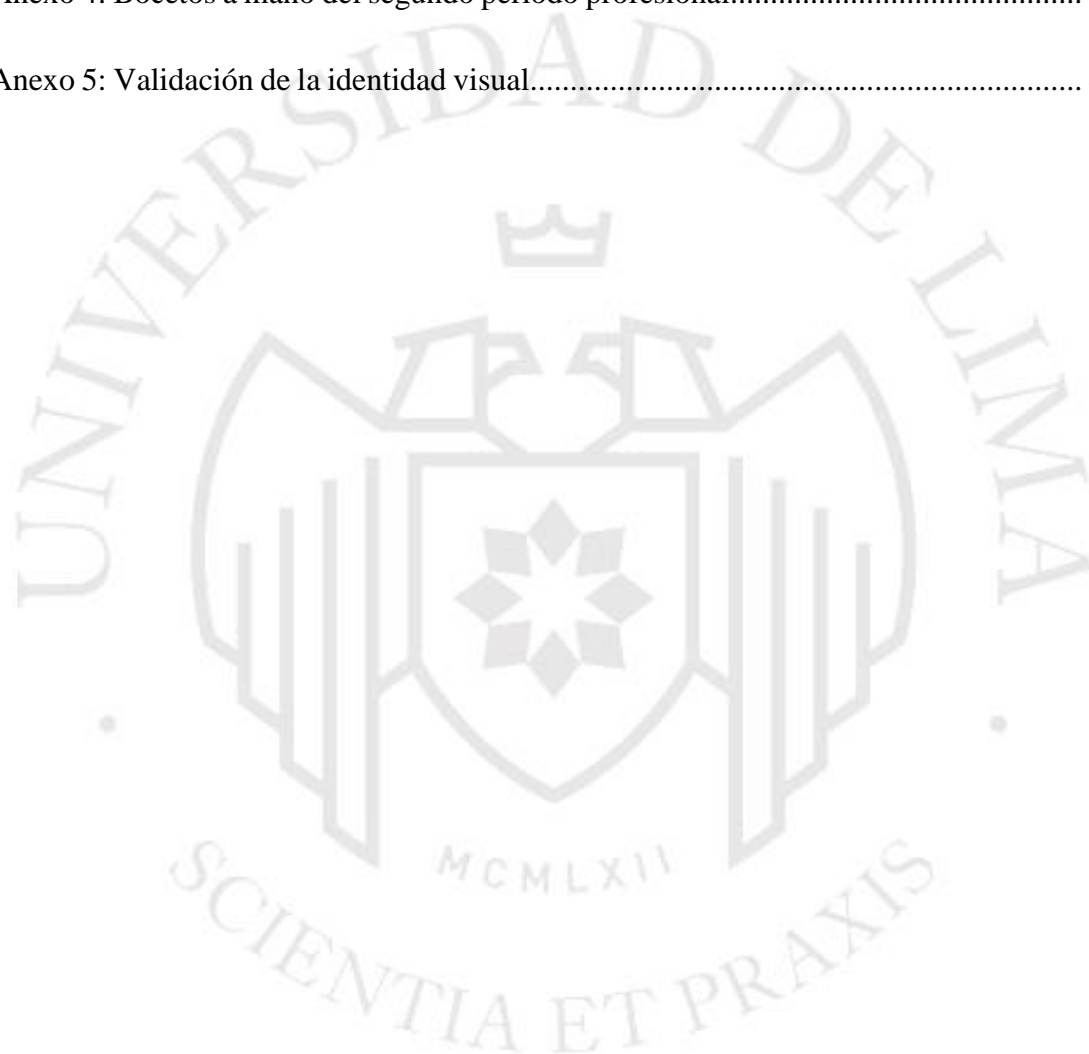 Anexo 4: Bocetos a mano del segundo periodo profesional............................................
Anexo 5: Validación de la identidad visual.....................................................................
UNIVERSIDAD DE LIMA
MCMLXII
SCIENTIA ET PRAXIS